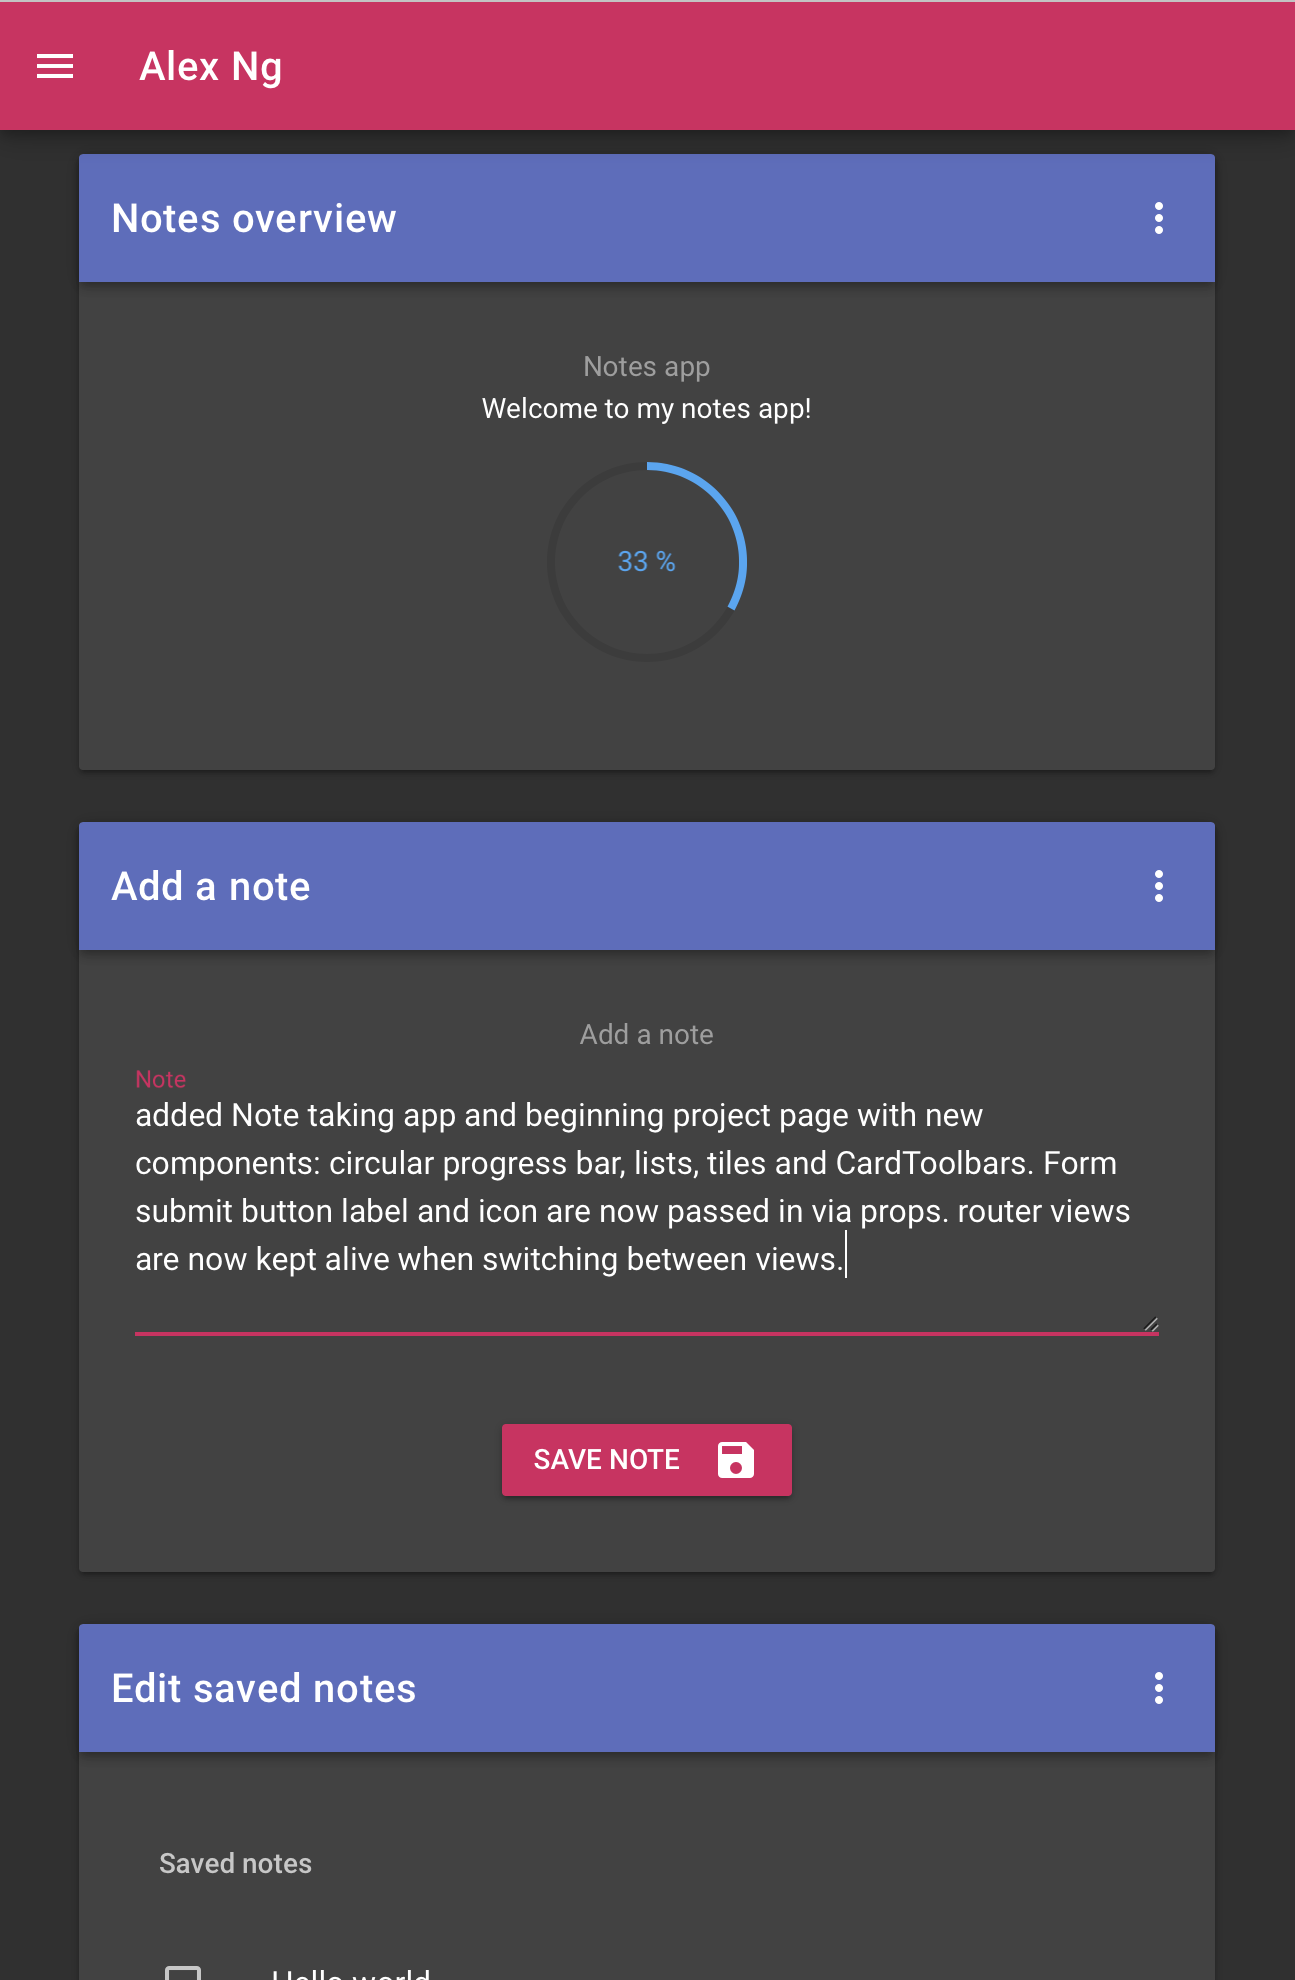 Alex Ng
Notes overview
Notes app
Welcome to my notes app!
33 %
Add a note
Add a note
Note
added Note taking app and beginning project page with new
components: circular progress bar, lists, tiles and CardToolbars. Form
submit button label and icon are now passed in via props. router views
are now kept alive when switching between views.
SAVE NOTE
Edit saved notes
Saved notes
Hello world